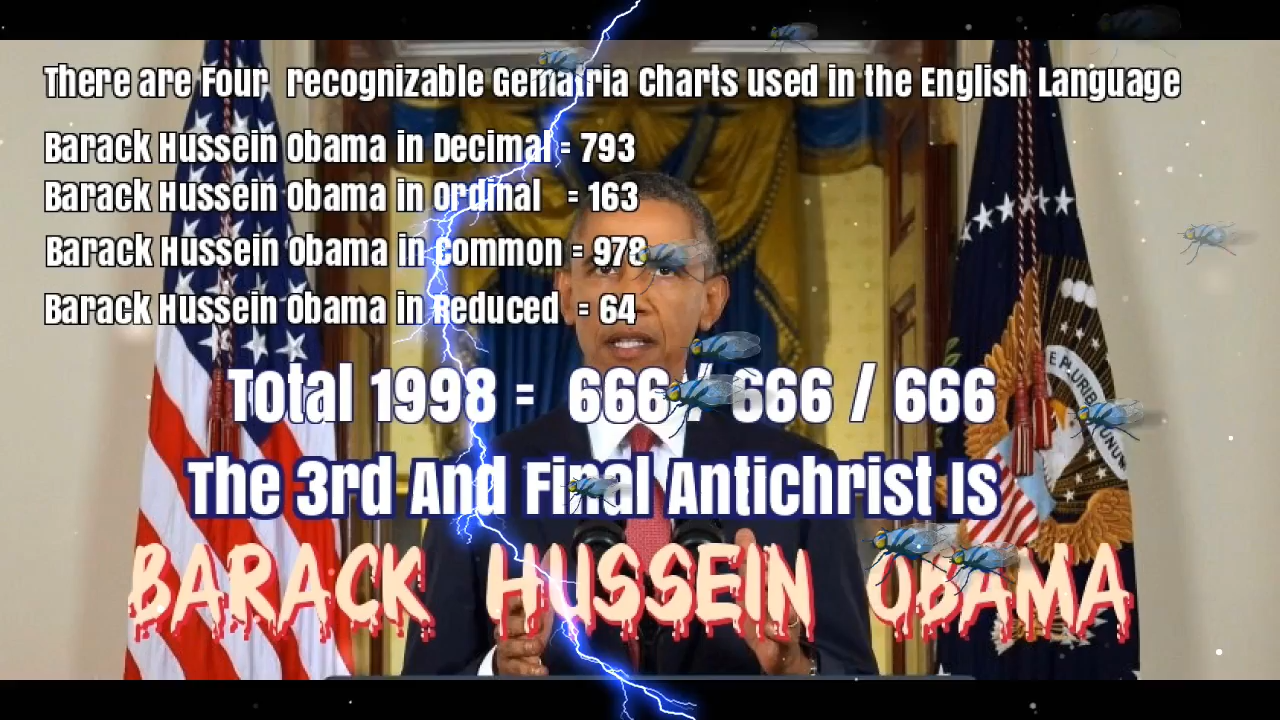 There are Four recognizable Gematria Charts used in the English Language
Barack Hussein Obama in Decimal = 793
Barack Hussein Obama in Ordinal = 163
Barack Hussein Obama in Common = 978
Barack Hussein Obama in Reduced = 64
Total 1998 = 666 / 666 / 666
The 3rd And Final Antichrist Is
BARACK HUSSEIN OBAMA
E PLURIBU
UNUM